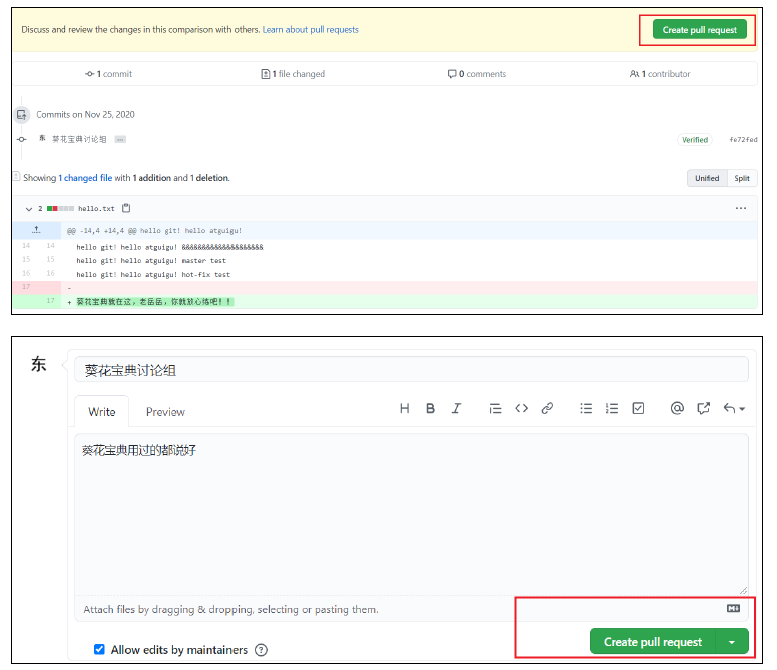 Discuss and review the changes in this comparison with others. Learn about pull requests
Create pull request
1 commit
1 file changed
0 comments
1 contributor
Commits on Nov 25, 2020
东 葵花宝典讨论组 ...
Verified
fe72fed
Showing 1 changed file with 1 addition and 1 deletion.
Unified Split
2 hello.txt ...
@@ -14,4 +14,4 @@ hello git! hello atguigu!
14 14 hello git! hello atguigu! &&&&&&&&&&&&&&&&&&&&
15 15 hello git! hello atguigu! master test
16 16 hello git! hello atguigu! hot-fix test
17 -
17 + 葵花宝典就在这，老岳岳，你就放心练吧！！
东
葵花宝典讨论组
Write Preview
H B I @
葵花宝典用过的都说好
Attach files by dragging & dropping, selecting or pasting them.
M
Allow edits by maintainers ?
Create pull request